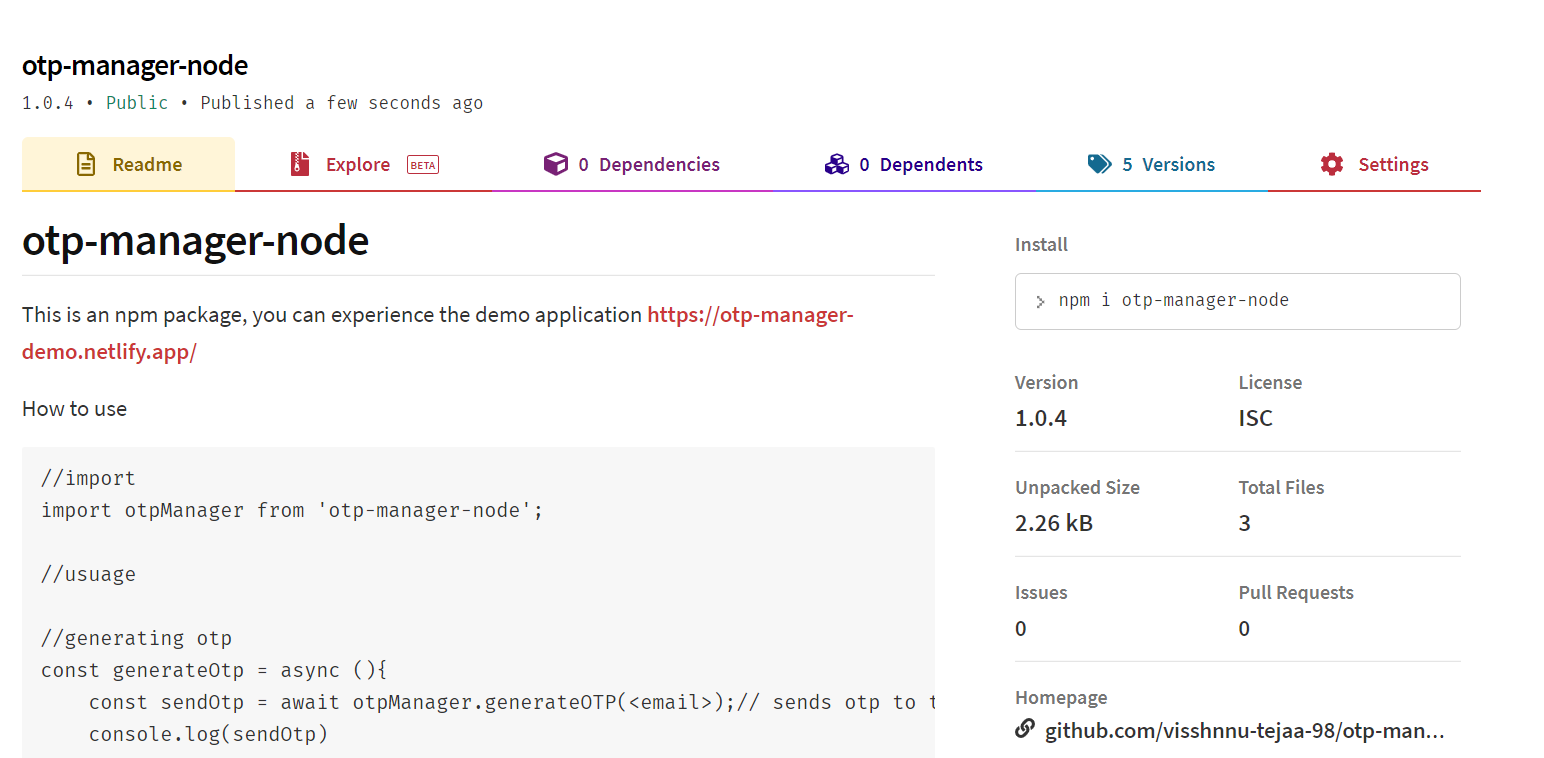 otp-manager-node
1.0.4 • Public • Published a few seconds ago
Readme
Explore BETA
0 Dependencies
0 Dependents
5 Versions
Settings
otp-manager-node
This is an npm package, you can experience the demo application https://otp-manager-
demo.netlify.app/
How to use
//import
import otpManager from 'otp-manager-node';
//usuage
//generating otp
const generateOtp = async (){
    const sendOtp = await otpManager.generateOTP(<email>);// sends otp to t
    console.log(sendOtp)
Install
> npm i otp-manager-node
Version
1.0.4
License
ISC
Unpacked Size
2.26 kB
Total Files
3
Issues
0
Pull Requests
0
Homepage
github.com/visshnnu-tejaa-98/otp-man...